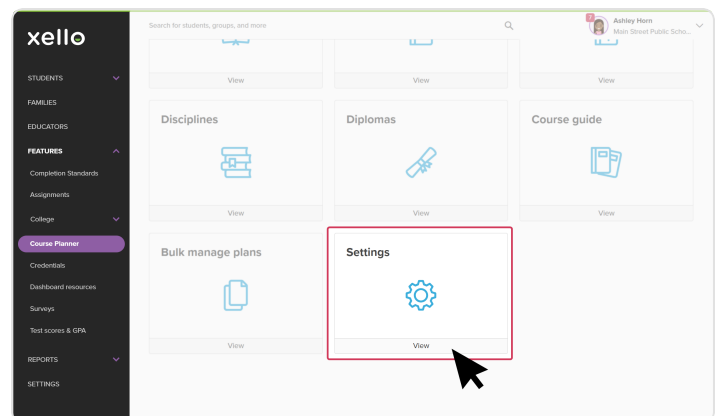 xello
Search for students, groups, and more
7
Ashley Horn
Main Street Public Scho...
STUDENTS
FAMILIES
EDUCATORS
FEATURES
Completion Standards
Assignments
College
Course Planner
Credentials
Dashboard resources
Surveys
Test scores & GPA
REPORTS
SETTINGS
View
View
View
Disciplines
Diplomas
Course guide
View
View
View
Bulk manage plans
Settings
View
View